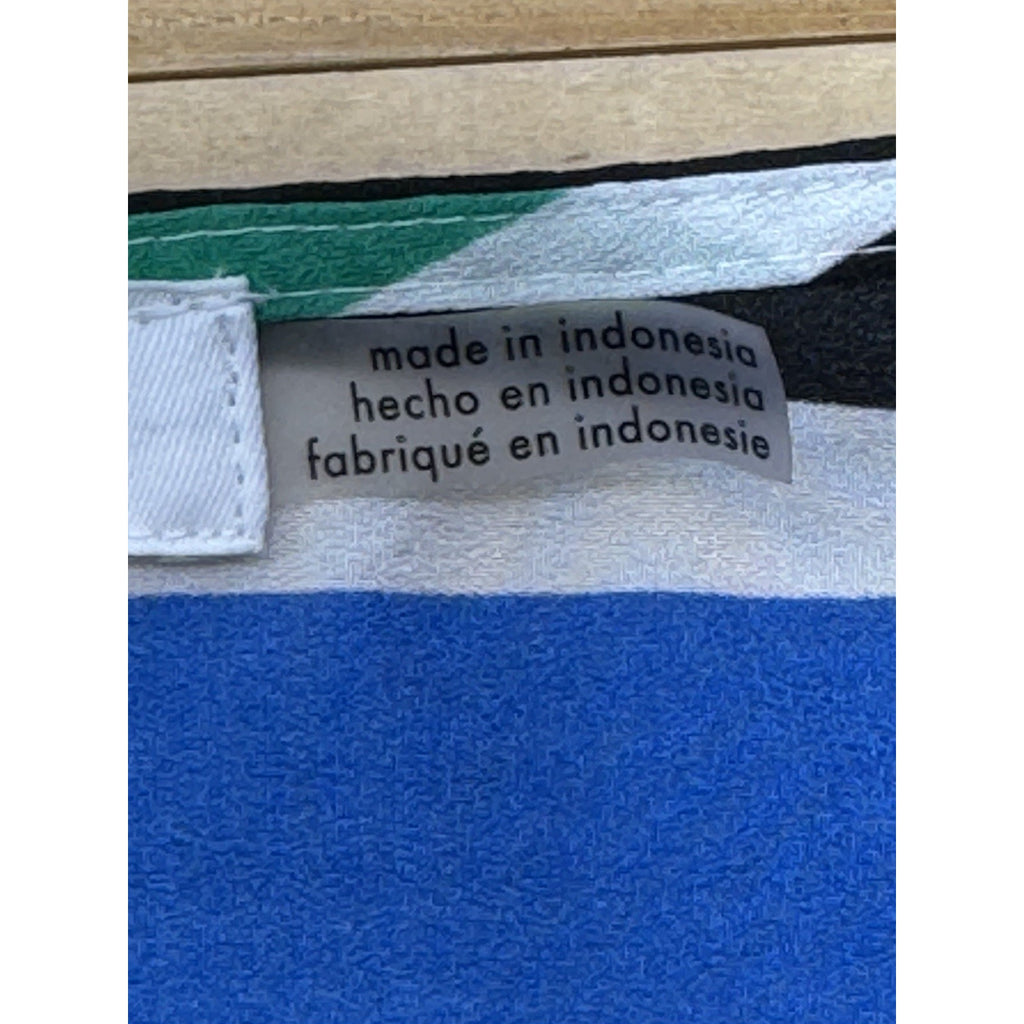 made in indonesia
hecho en indonesia
fabriqué en indonesie